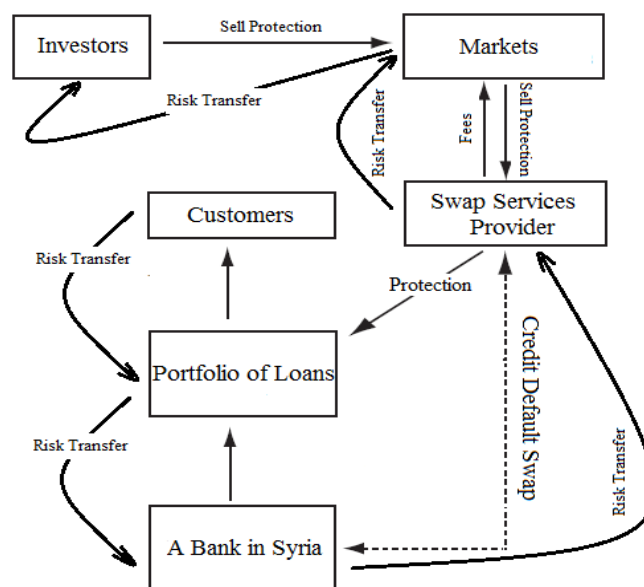 Sell Protection
Investors
Markets
Risk Transfer
Risk Transfer
Fees
Sell Protection
Customers
Swap Services
Provider
Risk Transfer
Protection
Portfolio of Loans
Credit Default Swap
Risk Transfer
Risk Transfer
A Bank in Syria